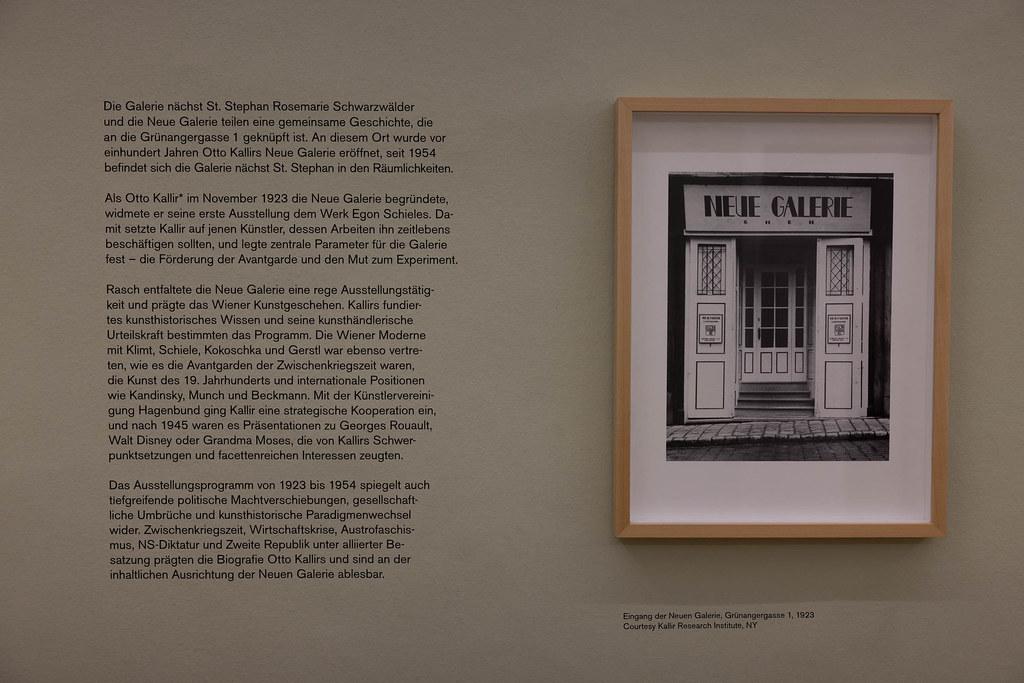 Die Galerie nächst St. Stephan Rosemarie Schwarzwälder
und die Neue Galerie teilen eine gemeinsame Geschichte, die
an die Grünangergasse 1 geknüpft ist. An diesem Ort wurde vor
einhundert Jahren Otto Kallirs Neue Galerie eröffnet, seit 1954
befindet sich die Galerie nächst St. Stephan in den Räumlichkeiten.
Als Otto Kallir* im November 1923 die Neue Galerie begründete,
widmete er seine erste Ausstellung dem Werk Egon Schieles. Da-
mit setzte Kallir auf jenen Künstler, dessen Arbeiten ihn zeitlebens
beschäftigen sollten, und legte zentrale Parameter für die Galerie
fest – die Förderung der Avantgarde und den Mut zum Experiment.
Rasch entfaltete die Neue Galerie eine rege Ausstellungstätig-
keit und prägte das Wiener Kunstgeschehen. Kallirs fundier-
tes kunsthistorisches Wissen und seine kunsthändlerische
Urteilskraft bestimmten das Programm. Die Wiener Moderne
mit Klimt, Schiele, Kokoschka und Gerstl war ebenso vertre-
ten, wie es die Avantgarden der Zwischenkriegszeit waren,
die Kunst des 19. Jahrhunderts und internationale Positionen
wie Kandinsky, Munch und Beckmann. Mit der Künstlervereini-
gung Hagenbund ging Kallir eine strategische Kooperation ein,
und nach 1945 waren es Präsentationen zu Georges Rouault,
Walt Disney oder Grandma Moses, die von Kallirs Schwer-
punktsetzungen und facettenreichen Interessen zeugten.
Das Ausstellungsprogramm von 1923 bis 1954 spiegelt auch
tiefgreifende politische Machtverschiebungen, gesellschaft-
liche Umbrüche und kunsthistorische Paradigmenwechsel
wider. Zwischenkriegszeit, Wirtschaftskrise, Austrofaschis-
mus, NS-Diktatur und Zweite Republik unter alliierter Be-
satzung prägten die Biografie Otto Kallirs und sind an der
inhaltlichen Ausrichtung der Neuen Galerie ablesbar.
NEUE GALERIE
Eingang der Neuen Galerie, Grünangergasse 1, 1923
Courtesy Kallir Research Institute, NY